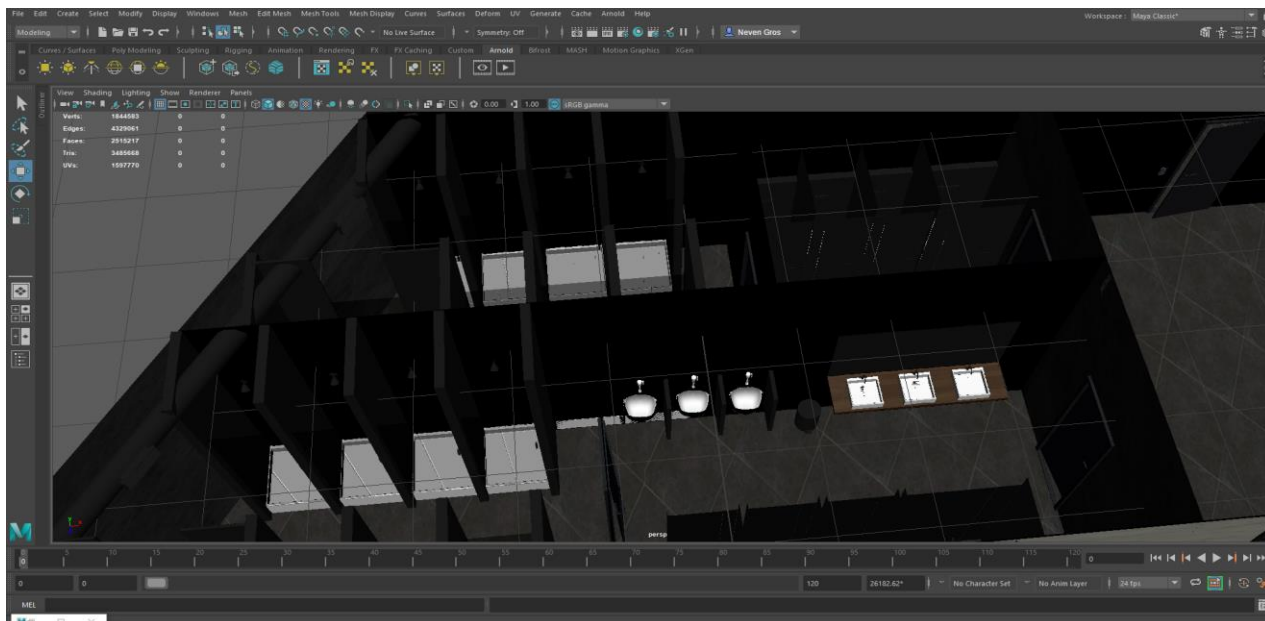 File Edit Create Select Modify Display Windows Mesh Edit Mesh Mesh Tools Mesh Display Curves Surfaces Deform UV Generate Cache Arnold Help Workspace: Maya Classic*
Modeling No Live Surface Symmetry: Off Neven Gros
Curves / Surfaces Poly Modeling Sculpting Rigging Animation Rendering FX FX Caching Custom Arnold Bifrost MASH Motion Graphics XGen
View Shading Lighting Show Renderer Panels
0.00 1.00 sRGB gamma
Verts: 1844583 0 0
Edges: 4329061 0 0
Faces: 2515217 0 0
Tris: 3485668 0 0
UVs: 1597770 0 0
persp
5 10 15 20 25 30 35 40 45 50 55 60 65 70 75 80 85 90 95 100 105 110 115 120 0
0
0 0 120 26182.62* No Character Set No Anim Layer 24 fps
MEL